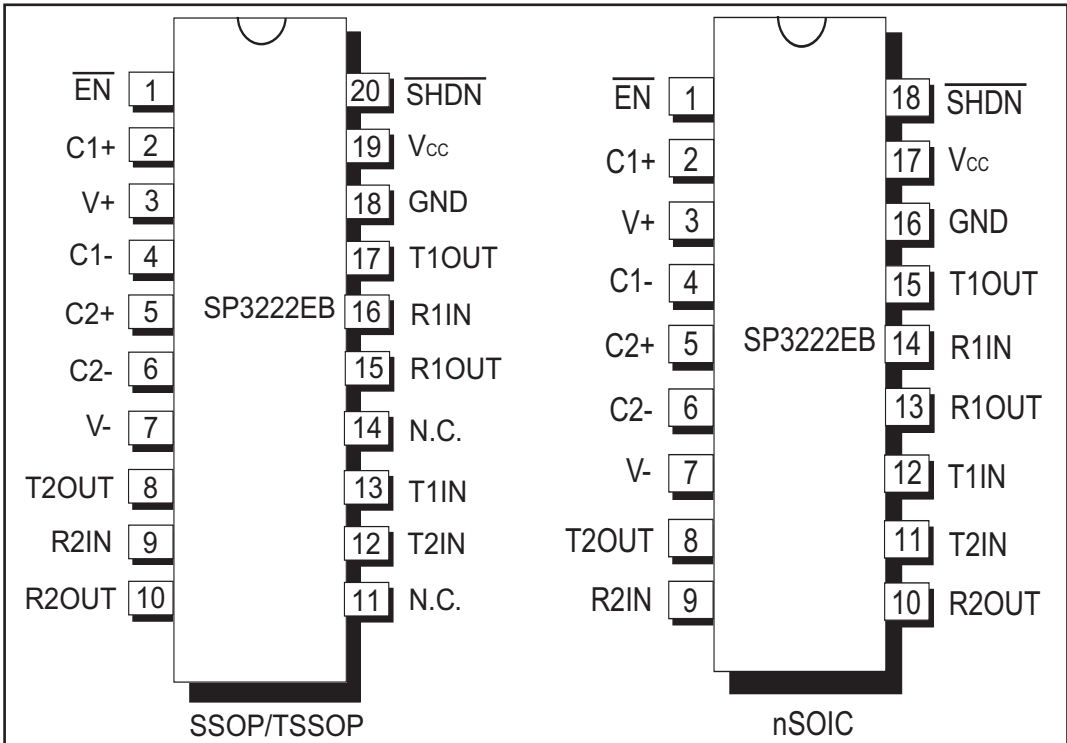 EN 1 20 SHDN
C1+ 2 19 Vcc
V+ 3 18 GND
C1- 4 17 T1OUT
C2+ 5 SP3222EB 16 R1IN
C2- 6 15 R1OUT
V- 7 14 N.C.
T2OUT 8 13 T1IN
R2IN 9 12 T2IN
R2OUT 10 11 N.C.
SSOP/TSSOP
EN 1 18 SHDN
C1+ 2 17 Vcc
V+ 3 16 GND
C1- 4 15 T1OUT
C2+ 5 SP3222EB 14 R1IN
C2- 6 13 R1OUT
V- 7 12 T1IN
T2OUT 8 11 T2IN
R2IN 9 10 R2OUT
nSOIC